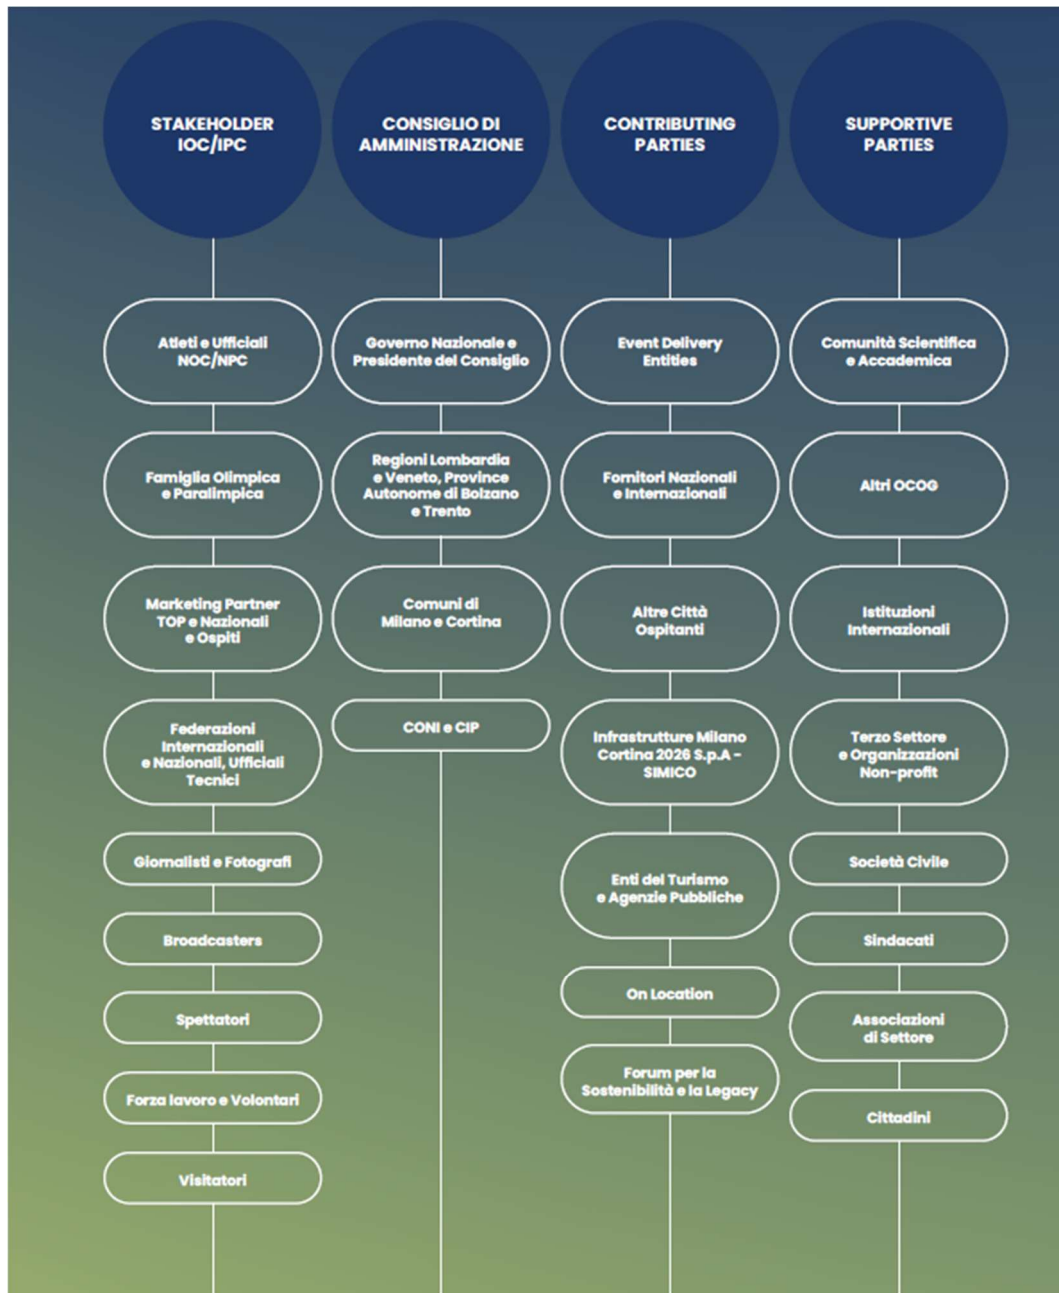 STAKEHOLDER
IOC/IPC
Atleti e Ufficiali
NOC/NPC
Famiglia Olimpica
e Paralimpica
Marketing Partner
TOP e Nazionali
e Ospiti
Federazioni
Internazionali
e Nazionali, Ufficiali
Tecnici
Giornalisti e Fotografi
Broadcasters
Spettatori
Forza lavoro e Volontari
Visitatori
CONSIGLIO DI
AMMINISTRAZIONE
Governo Nazionale e
Presidente del Consiglio
Regioni Lombardia
e Veneto, Province
Autonome di Bolzano
e Trento
Comuni di
Milano e Cortina
CONI e CIP
CONTRIBUTING
PARTIES
Event Delivery
Entities
Fornitori Nazionali
e Internazionali
Altre Città
Ospitanti
Infrastrutture Milano
Cortina 2026 S.p.A -
SIMICO
Enti del Turismo
e Agenzie Pubbliche
On Location
Forum per la
Sostenibilità e la Legacy
SUPPORTIVE
PARTIES
Comunità Scientifica
e Accademica
Altri OCOG
Istituzioni
Internazionali
Terzo Settore
e Organizzazioni
Non-profit
Società Civile
Sindacati
Associazioni
di Settore
Cittadini